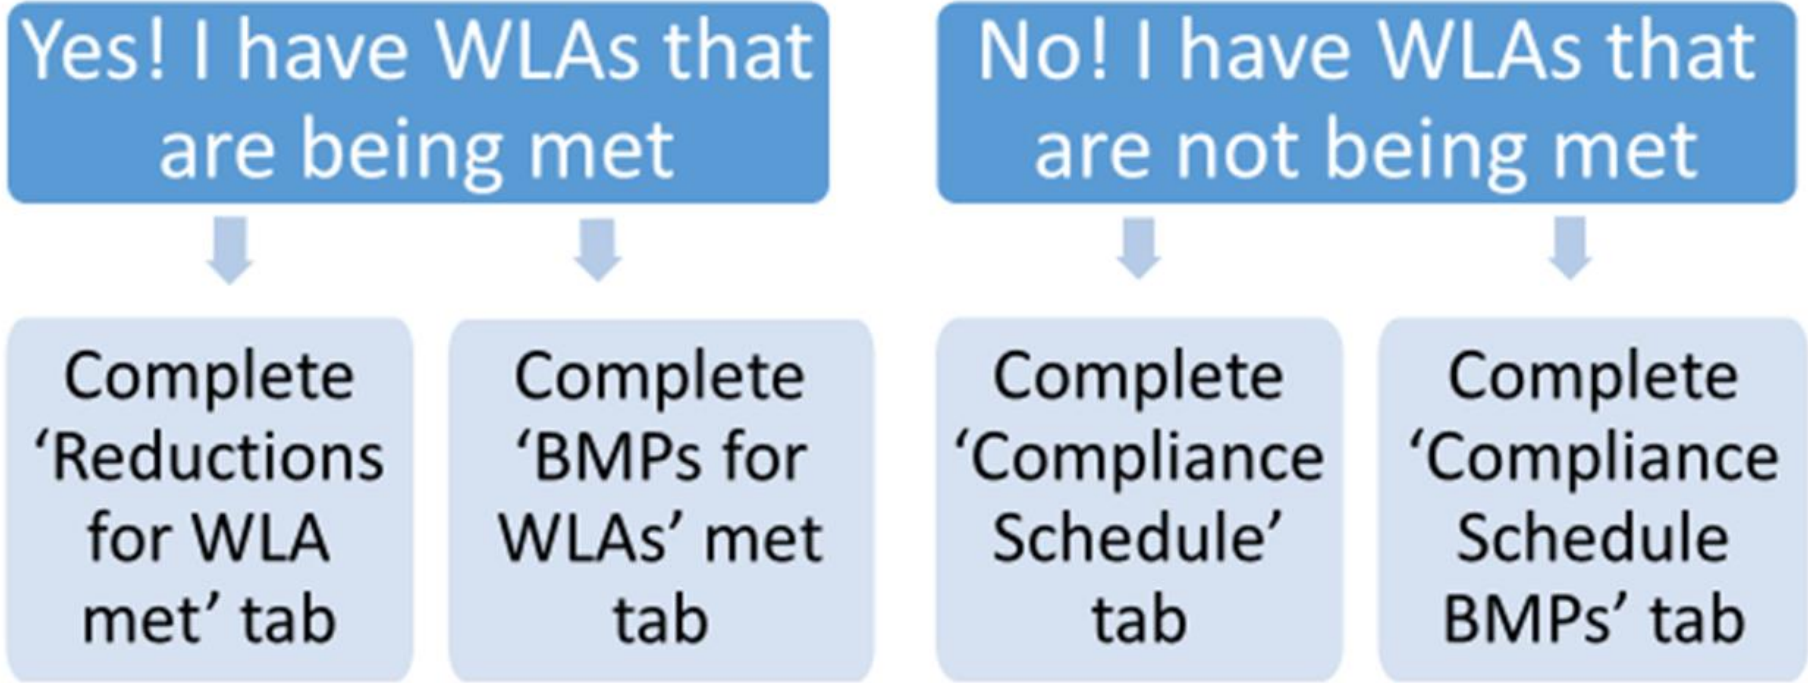 Yes! I have WLAs that
are being met
No! I have WLAs that
are not being met
Complete
‘Reductions
for WLA
met’ tab
Complete
‘BMPs for
WLAs’ met
tab
Complete
‘Compliance
Schedule’
tab
Complete
‘Compliance
Schedule
BMPs’ tab